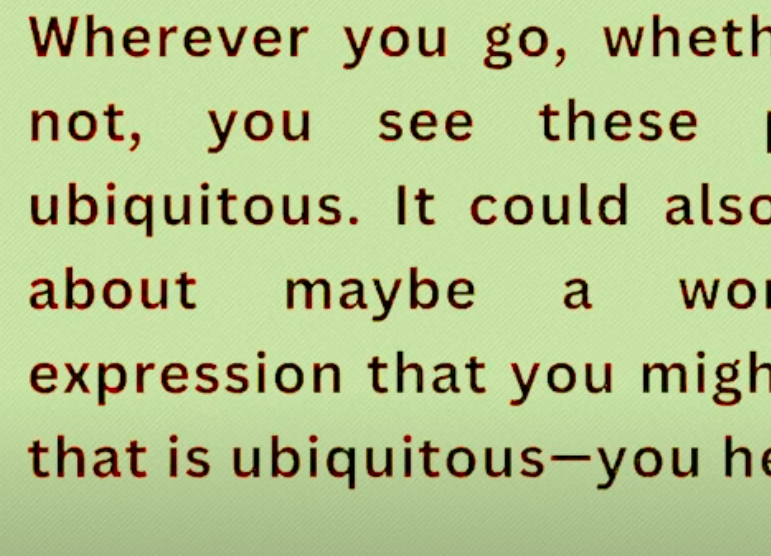 Wherever you go, wheth
not, you see these
ubiquitous. It could also
about maybe a wor
expression that you migh
that is ubiquitous—you he